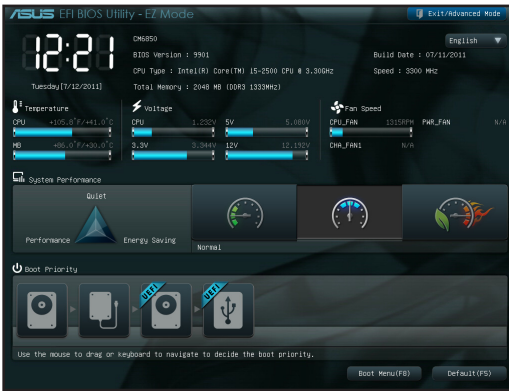 ASUS EFI BIOS Utility - EZ Mode
Exit/Advanced Mode
12:21
Tuesday[7/12/2011]
CM6850
English
BIOS Version : 9901
Build Date : 07/11/2011
CPU Type : Intel(R) Core(TM) i5-2500 CPU @ 3.30GHz
Speed : 3300 MHz
Total Memory : 2048 MB (DDR3 1333MHz)
Temperature
CPU +105.8°F/+41.0°C
MB +86.0°F/+30.0°C
Voltage
CPU 1.232V 5V 5.080V
3.3V 3.344V 12V 12.192V
Fan Speed
CPU_FAN 1315RPM PWR_FAN N/A
CHA_FAN1 N/A
System Performance
Quiet
Performance
Energy Saving
Normal
Boot Priority
UEFI
UEFI
Use the mouse to drag or keyboard to navigate to decide the boot priority.
Boot Menu(F8)
Default(F5)